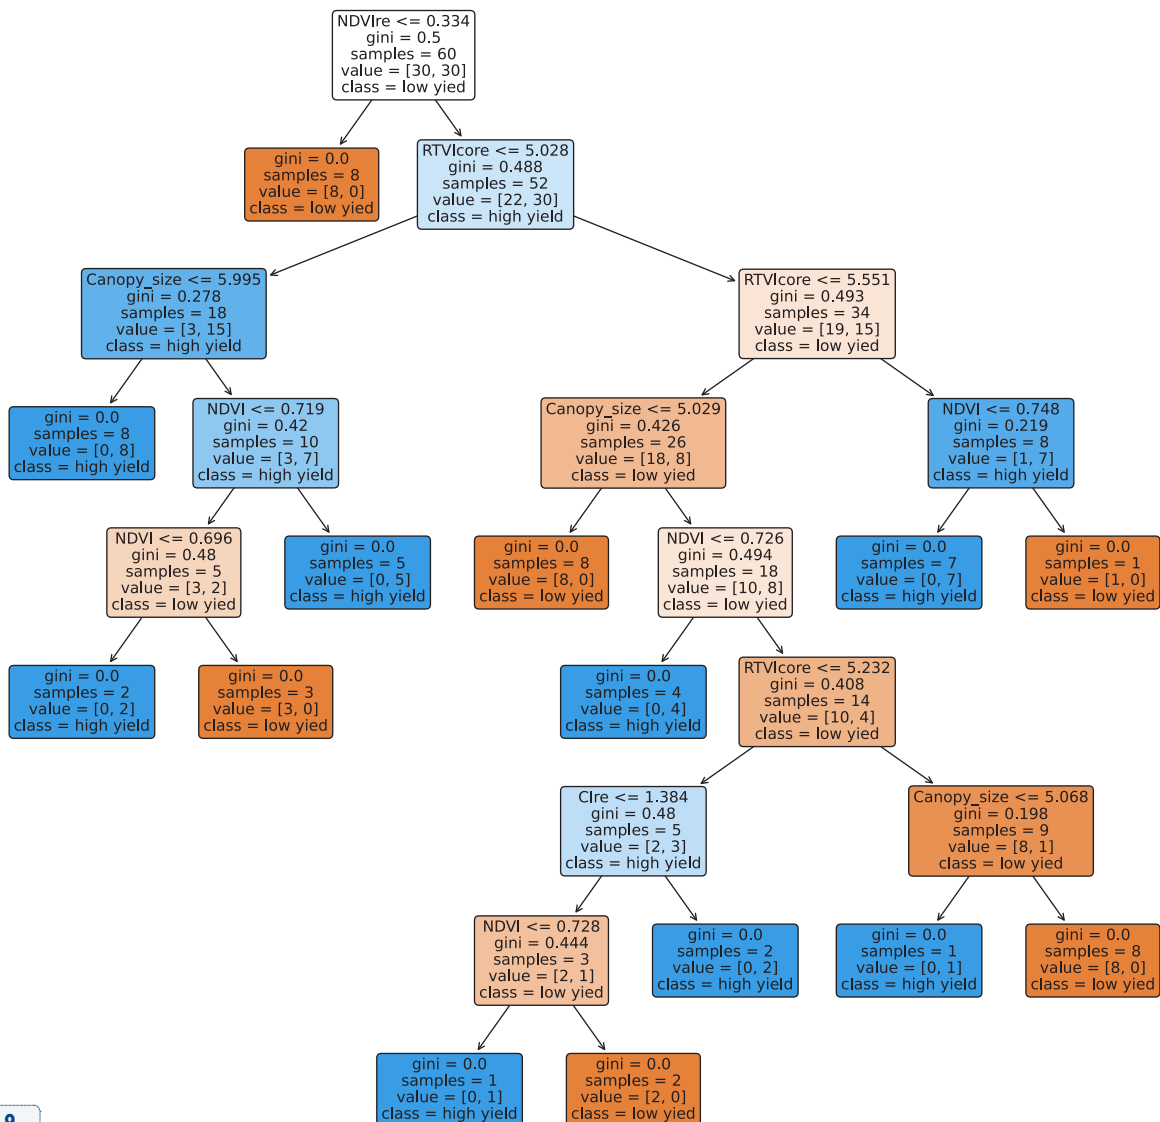 NDVIre <= 0.334
gini = 0.5
samples = 60
value = [30, 30]
class = low yied
gini = 0.0
samples = 8
value = [8, 0]
class = low yied
RTVIcore <= 5.028
gini = 0.488
samples = 52
value = [22, 30]
class = high yield
Canopy_size <= 5.995
gini = 0.278
samples = 18
value = [3, 15]
class = high yield
RTVIcore <= 5.551
gini = 0.493
samples = 34
value = [19, 15]
class = low yied
gini = 0.0
samples = 8
value = [0, 8]
class = high yield
NDVI <= 0.719
gini = 0.42
samples = 10
value = [3, 7]
class = high yield
Canopy_size <= 5.029
gini = 0.426
samples = 26
value = [18, 8]
class = low yied
NDVI <= 0.748
gini = 0.219
samples = 8
value = [1, 7]
class = high yield
NDVI <= 0.696
gini = 0.48
samples = 5
value = [3, 2]
class = low yied
gini = 0.0
samples = 5
value = [0, 5]
class = high yield
gini = 0.0
samples = 8
value = [8, 0]
class = low yied
NDVI <= 0.726
gini = 0.494
samples = 18
value = [10, 8]
class = low yied
gini = 0.0
samples = 7
value = [0, 7]
class = high yield
gini = 0.0
samples = 1
value = [1, 0]
class = low yied
gini = 0.0
samples = 2
value = [0, 2]
class = high yield
gini = 0.0
samples = 3
value = [3, 0]
class = low yied
gini = 0.0
samples = 4
value = [0, 4]
class = high yield
RTVIcore <= 5.232
gini = 0.408
samples = 14
value = [10, 4]
class = low yied
CIre <= 1.384
gini = 0.48
samples = 5
value = [2, 3]
class = high yield
Canopy_size <= 5.068
gini = 0.198
samples = 9
value = [8, 1]
class = low yied
NDVI <= 0.728
gini = 0.444
samples = 3
value = [2, 1]
class = low yied
gini = 0.0
samples = 2
value = [0, 2]
class = high yield
gini = 0.0
samples = 1
value = [0, 1]
class = high yield
gini = 0.0
samples = 8
value = [8, 0]
class = low yied
gini = 0.0
samples = 1
value = [0, 1]
class = high yield
gini = 0.0
samples = 2
value = [2, 0]
class = low yied